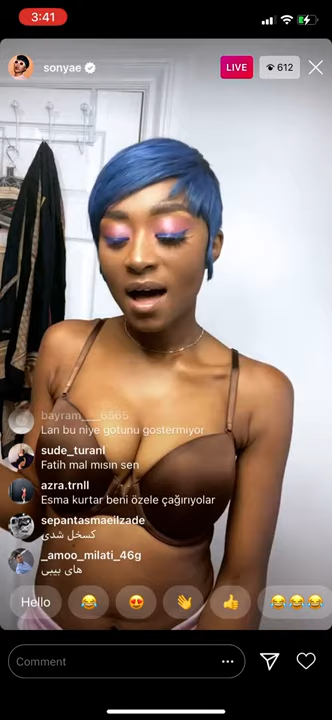 3:41
sonyae
LIVE
612
bayram___6565
Lan bu niye gotunu gostermıyor
sude_turanl
Fatih mal mısın sen
azra.trnll
Esma kurtar beni özele çağırıyolar
sepantasmaeilzade
کسخل شدی
_amoo_milati_46g
های بیبی
Hello
Comment